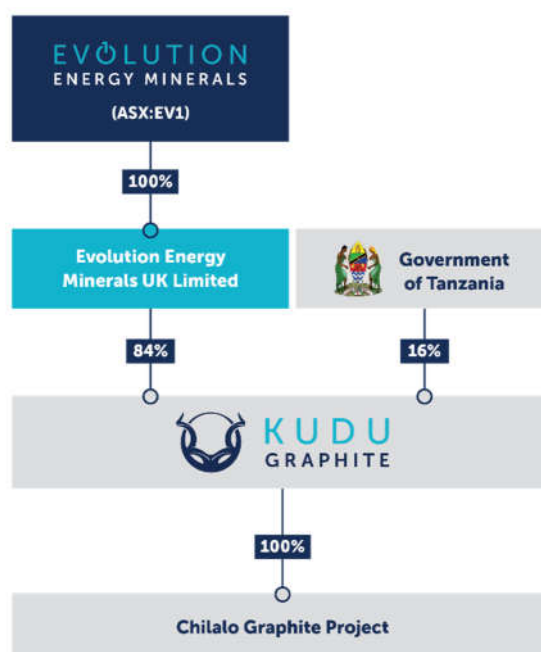 EVOLUTION
ENERGY MINERALS
(ASX:EV1)
100%
Evolution Energy
Minerals UK Limited
Government
of Tanzania
84%
16%
KUDU
GRAPHITE
100%
Chilalo Graphite Project